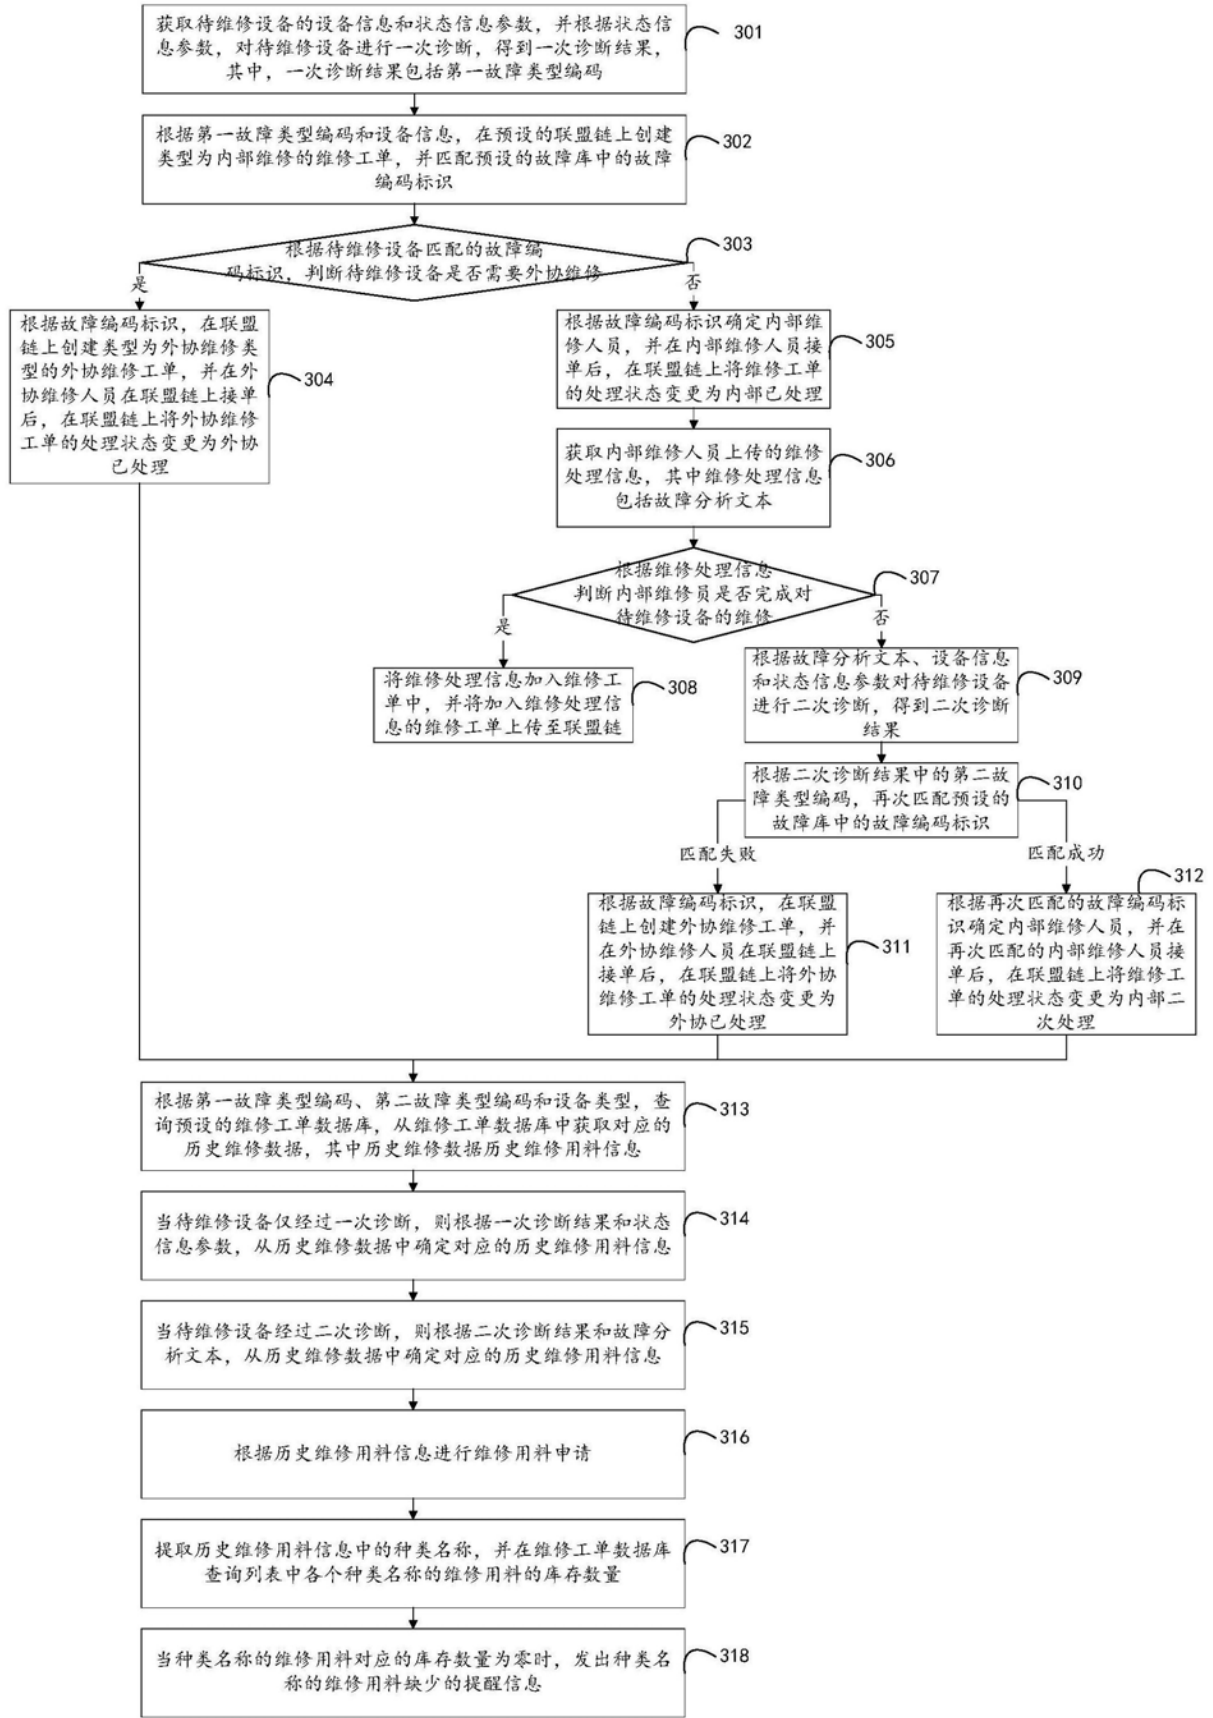 获取待维修设备的设备信息和状态信息参数，并根据状态信
息参数，对待维修设备进行一次诊断，得到一次诊断结果，
其中，一次诊断结果包括第一故障类型编码
301
根据第一故障类型编码和设备信息，在预设的联盟链上创建
类型为内部维修的维修工单，并匹配预设的故障库中的故障
编码标识
302
根据待维修设备匹配的故障编
码标识，判断待维修设备是否需要外协维修
303
是
否
根据故障编码标识，在联盟
链上创建类型为外协维修类
型的外协维修工单，并在外
协维修人员在联盟链上接单
后，在联盟链上将外协维修
工单的处理状态变更为外协
已处理
304
根据故障编码标识确定内部维
修人员，并在内部维修人员接
单后，在联盟链上将维修工单
的处理状态变更为内部已处理
305
获取内部维修人员上传的维修
处理信息，其中维修处理信息
包括故障分析文本
306
根据维修处理信息
判断内部维修员是否完成对
待维修设备的维修
307
是
否
将维修处理信息加入维修工
单中，并将加入维修处理信
息的维修工单上传至联盟链
308
根据故障分析文本、设备信息
和状态信息参数对待维修设备
进行二次诊断，得到二次诊断
结果
309
根据二次诊断结果中的第二故
障类型编码，再次匹配预设的
故障库中的故障编码标识
310
匹配失败
匹配成功
根据故障编码标识，在联盟
链上创建外协维修工单，并
在外协维修人员在联盟链上
接单后，在联盟链上将外协
维修工单的处理状态变更为
外协已处理
311
根据再次匹配的故障编码标
识确定内部维修人员，并在
再次匹配的内部维修人员接
单后，在联盟链上将维修工
单的处理状态变更为内部二
次处理
312
根据第一故障类型编码、第二故障类型编码和设备类型，查
询预设的维修工单数据库，从维修工单数据库中获取对应的
历史维修数据，其中历史维修数据历史维修用料信息
313
当待维修设备仅经过一次诊断，则根据一次诊断结果和状态
信息参数，从历史维修数据中确定对应的历史维修用料信息
314
当待维修设备经过二次诊断，则根据二次诊断结果和故障分
析文本，从历史维修数据中确定对应的历史维修用料信息
315
根据历史维修用料信息进行维修用料申请
316
提取历史维修用料信息中的种类名称，并在维修工单数据库
查询列表中各个种类名称的维修用料的库存数量
317
当种类名称的维修用料对应的库存数量为零时，发出种类名
称的维修用料缺少的提醒信息
318